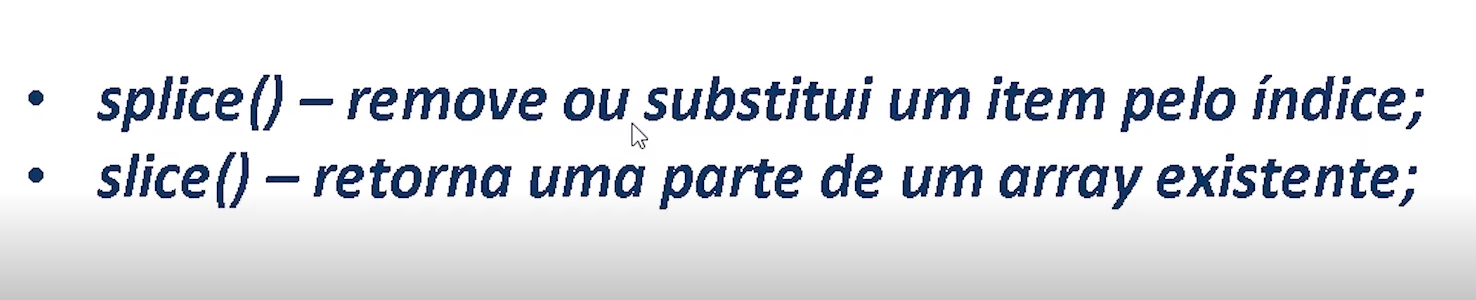 • splice() – remove ou substitui um item pelo índice;
• slice() – retorna uma parte de um array existente;